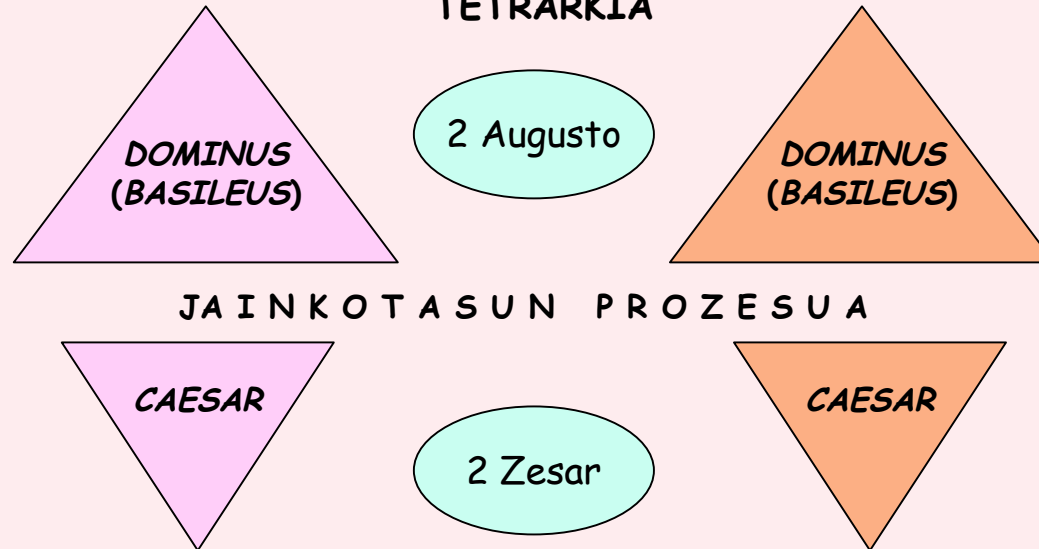 TETRARKIA
DOMINUS
(BASILEUS)
2 Augusto
DOMINUS
(BASILEUS)
JAINKOTASUN PROZESUA
CAESAR
2 Zesar
CAESAR